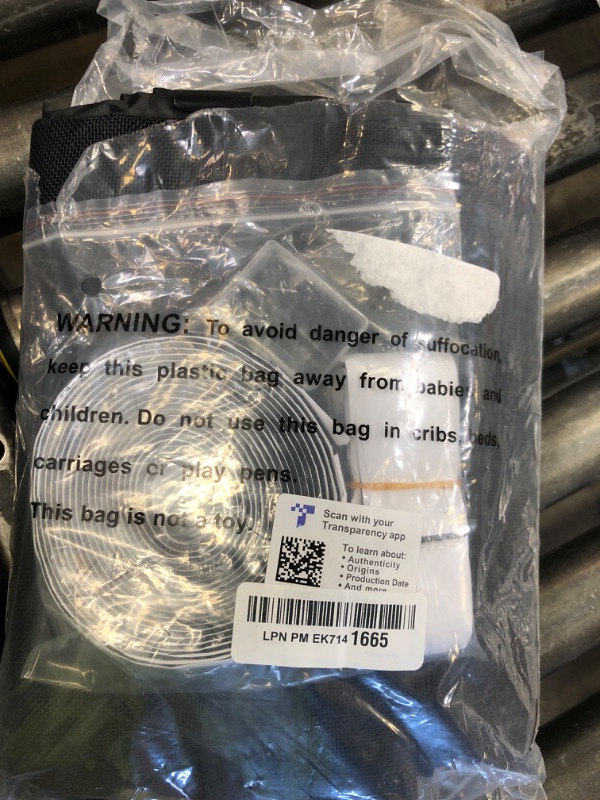 WARNING: To avoid danger of suffocation,
keep this plastic bag away from babies and
children. Do not use this bag in cribs, beds,
carriages or play pens.
This bag is not a toy.
Scan with your
Transparency app
To learn about:
• Authenticity
• Origins
• Production Date
• And more
LPN PM EK714 1665